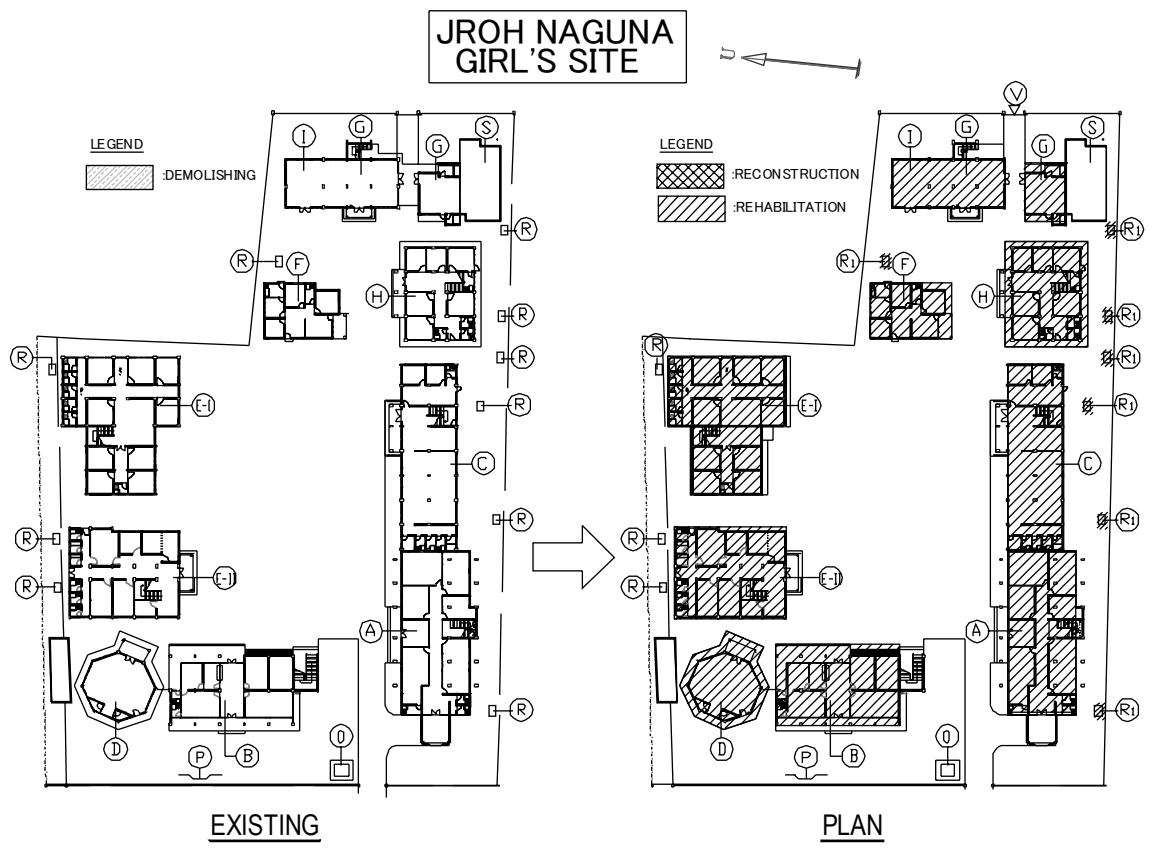 JROH NAGUNA
GIRL'S SITE
N
LEGEND
:DEMOLISHING
I
G
G
S
R
R
F
H
R
R
R
E-I
R
C
R
R
R
E-II
A
R
D
B
P
Q
EXISTING
LEGEND
:RECONSTRUCTION
:REHABILITATION
V
I
G
G
S
R1
R1
F
H
R1
R
R1
E-I
R1
C
R1
R
R
E-II
A
R1
D
B
P
Q
PLAN